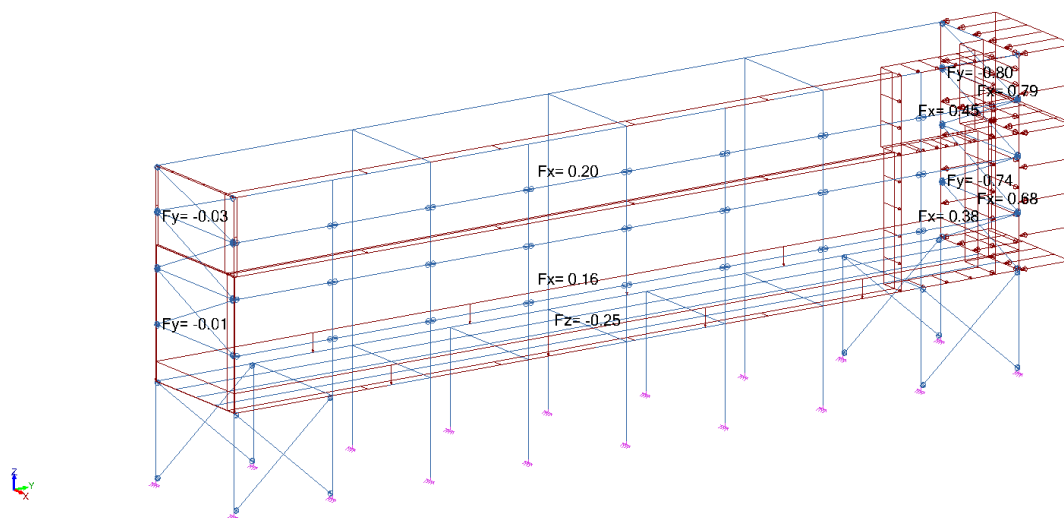 Fy= -0.80
Fx= 0.79
Fx= 0.45
Fx= 0.20
Fy= -0.74
Fx= 0.68
Fy= -0.03
Fx= 0.38
Fx= 0.16
Fz= -0.25
Fy= -0.01
Z
Y
X